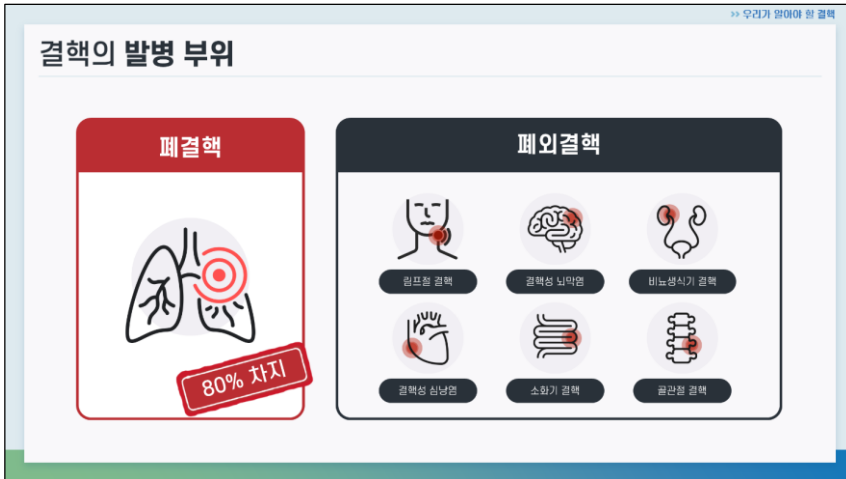 >> 우리가 알아야 할 결핵
결핵의 발병 부위
폐결핵
80% 차지
폐외결핵
림프절 결핵
결핵성 뇌막염
비뇨생식기 결핵
결핵성 심낭염
소화기 결핵
골관절 결핵